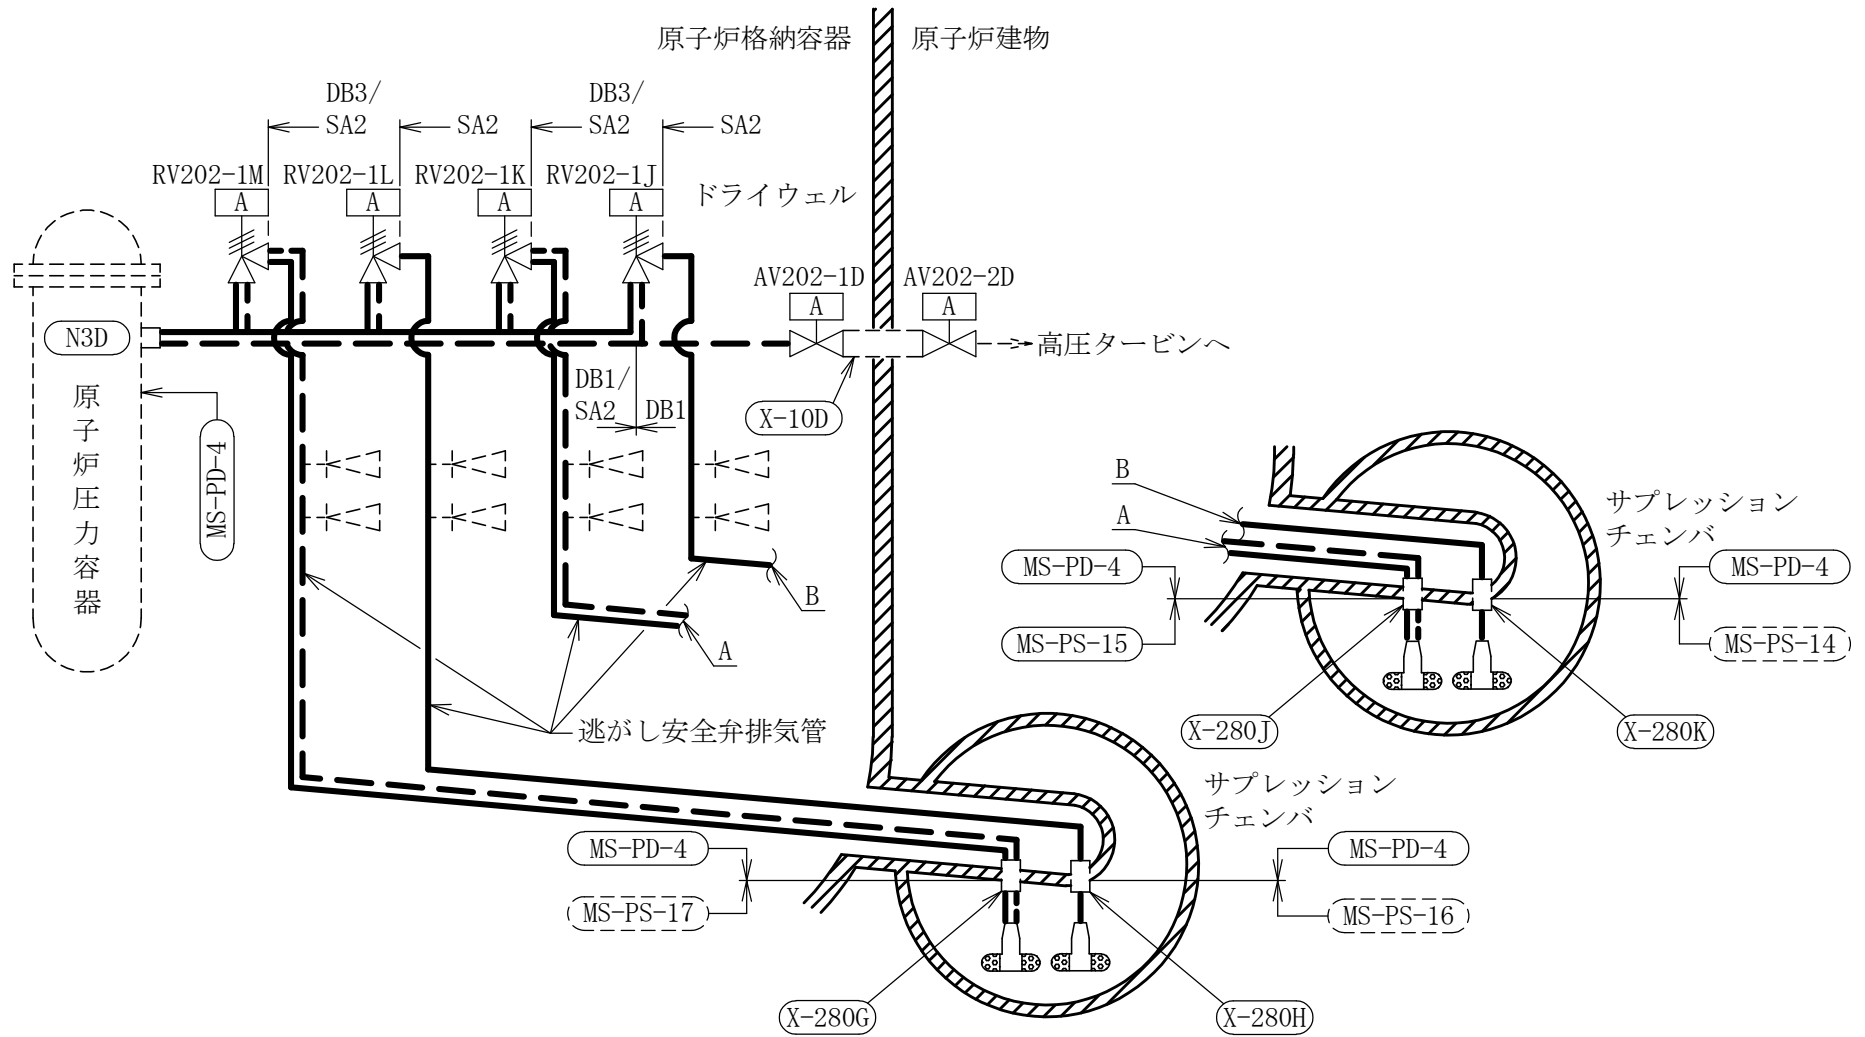 原子炉格納容器
原子炉建物
DB3/
SA2
SA2
DB3/
SA2
SA2
RV202-1M
RV202-1L
RV202-1K
RV202-1J
ドライウェル
A
A
A
A
AV202-1D
AV202-2D
A
A
N3D
高圧タービンへ
原子炉圧力容器
MS-PD-4
DB1/
SA2
DB1
X-10D
B
A
サプレッション
チェンバ
MS-PD-4
MS-PS-15
MS-PD-4
MS-PS-14
X-280J
X-280K
B
A
逃がし安全弁排気管
サプレッション
チェンバ
MS-PD-4
MS-PS-17
MS-PD-4
MS-PS-16
X-280G
X-280H